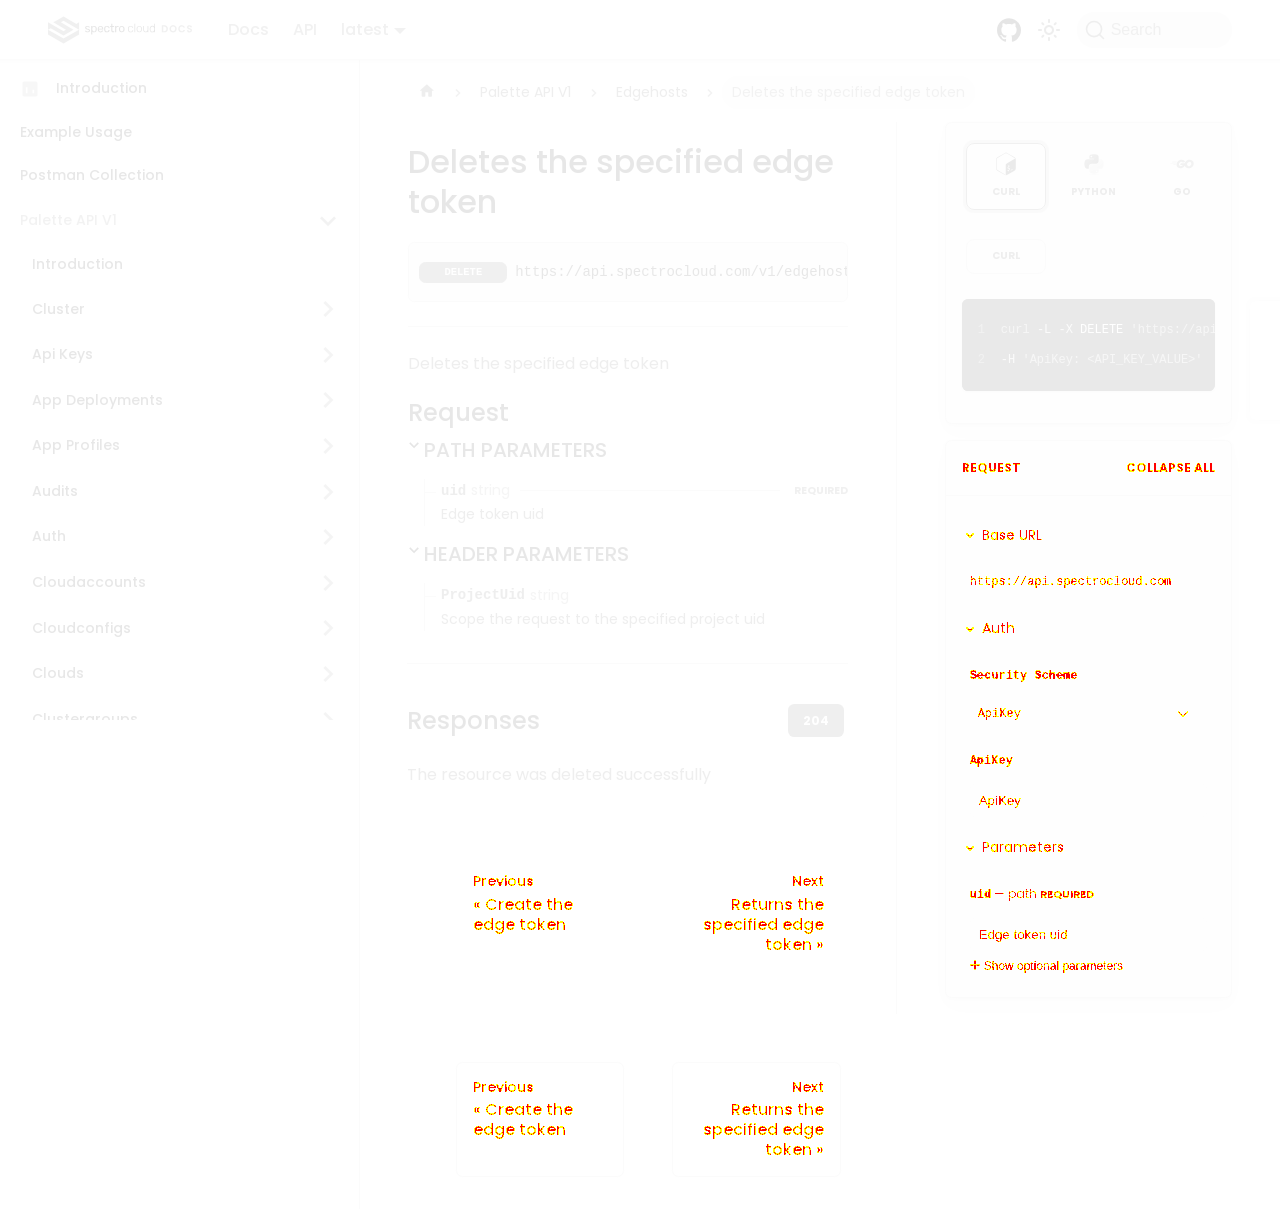 spectro cloud DOCS
Docs
API
latest
Search
Introduction
Example Usage
Postman Collection
Palette API V1
Introduction
Cluster
Api Keys
App Deployments
App Profiles
Audits
Auth
Cloudaccounts
Cloudconfigs
Clouds
Clustergroups
Palette API V1
Edgehosts
Deletes the specified edge token
Deletes the specified edge
token
DELETE https://api.spectrocloud.com/v1/edgehost
Deletes the specified edge token
Request
PATH PARAMETERS
uid string REQUIRED
Edge token uid
HEADER PARAMETERS
ProjectUid string
Scope the request to the specified project uid
Responses
204
The resource was deleted successfully
Previous
« Create the
edge token
Next
Returns the
specified edge
token »
Previous
« Create the
edge token
Next
Returns the
specified edge
token »
CURL
PYTHON
GO
CURL
1 curl -L -X DELETE 'https://api
2 -H 'ApiKey: <API_KEY_VALUE>'
REQUEST COLLAPSE ALL
Base URL
https://api.spectrocloud.com
Auth
Security Scheme
ApiKey
ApiKey
ApiKey
Parameters
uid — path REQUIRED
Edge token uid
Show optional parameters